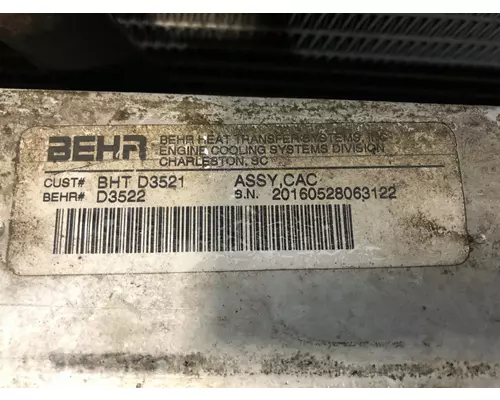 BEHR
BEHR HEAT TRANSFER SYSTEMS, INC
ENGINE COOLING SYSTEMS DIVISION
CHARLESTON, SC
CUST# BHT D3521 ASSY,CAC
BEHR# D3522 S.N. 20160528063122